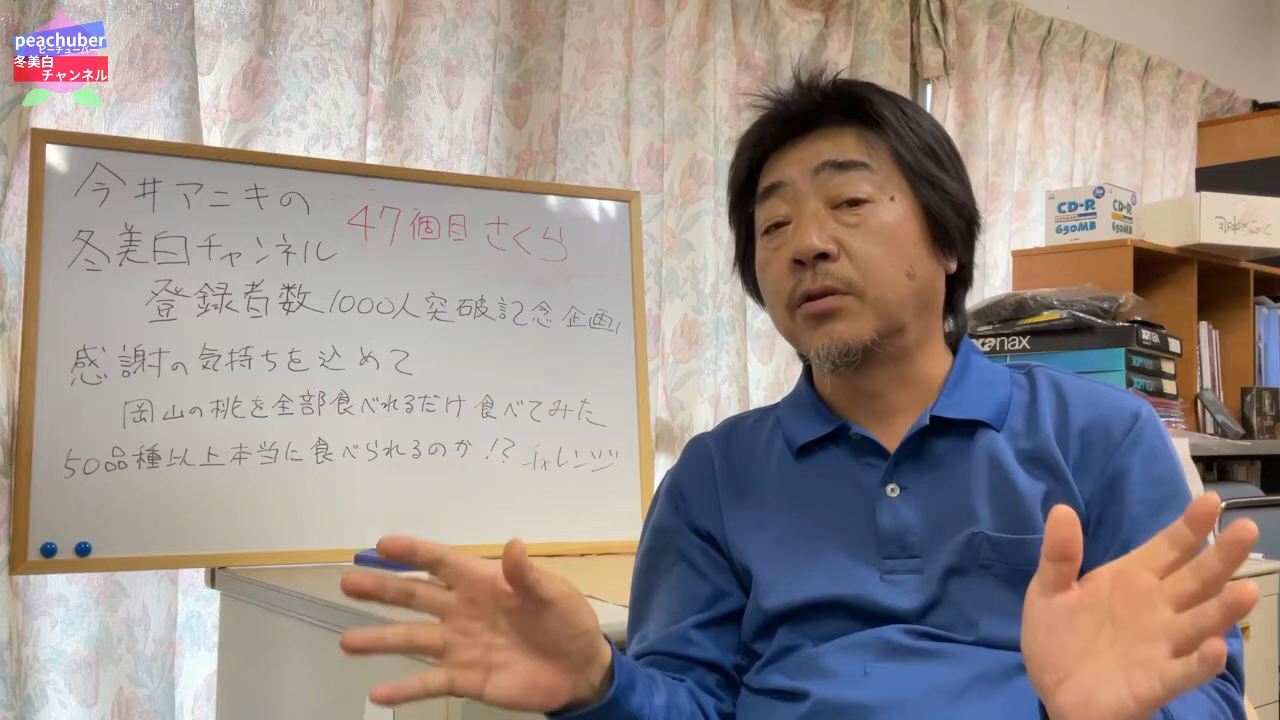 peachuber
ピーチューバー
冬美白
チャンネル
今井アニキの
冬美白チャンネル
47個目 さくら
登録者数1000人突破記念企画!
感謝の気持ちを込めて
岡山の桃を全部食べれるだけ食べてみた
50品種以上本当に食べられるのか!? チャレンジ
CD-R
650MB
CD-R
650MB
xanax